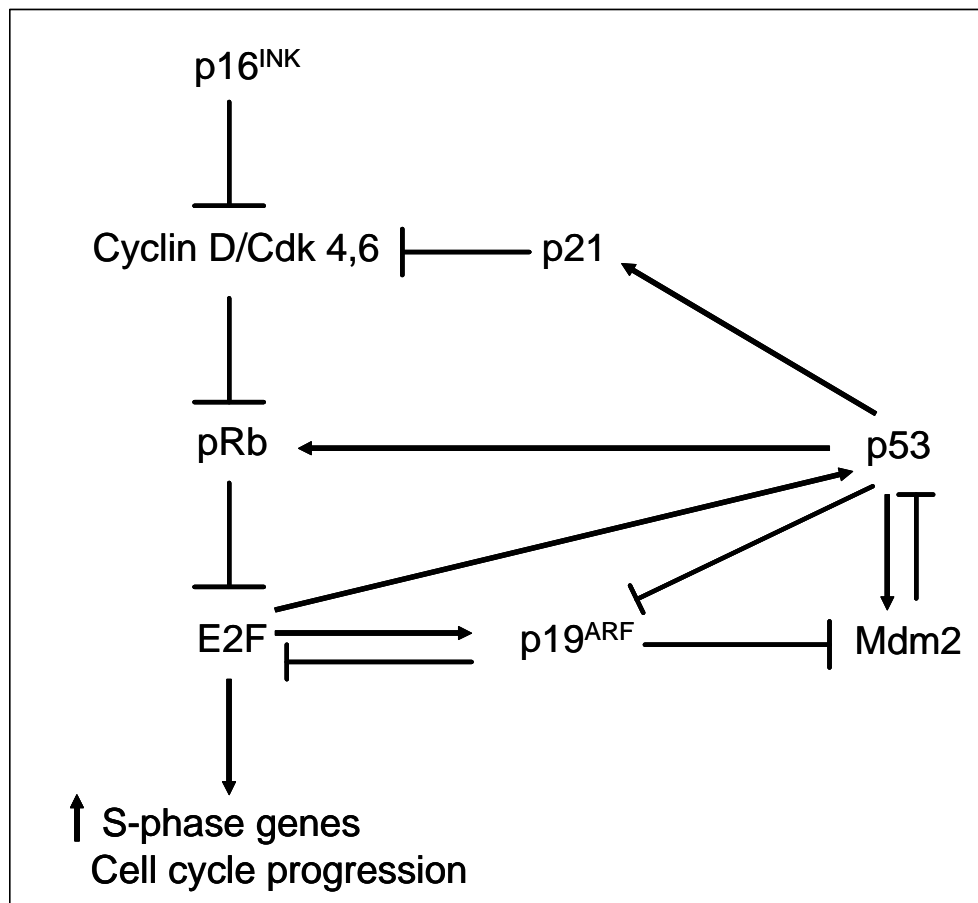 p16INK
Cyclin D/Cdk 4,6
p21
pRb
p53
E2F
p19ARF
Mdm2
S-phase genes
Cell cycle progression